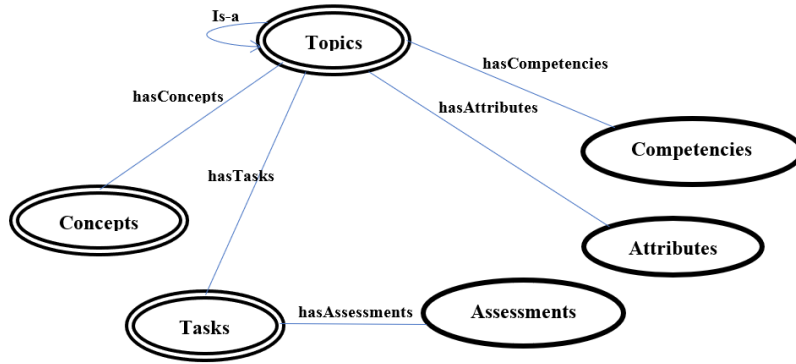 Is-a
Topics
hasCompetencies
hasConcepts
hasAttributes
Competencies
hasTasks
Concepts
Attributes
hasAssessments
Assessments
Tasks